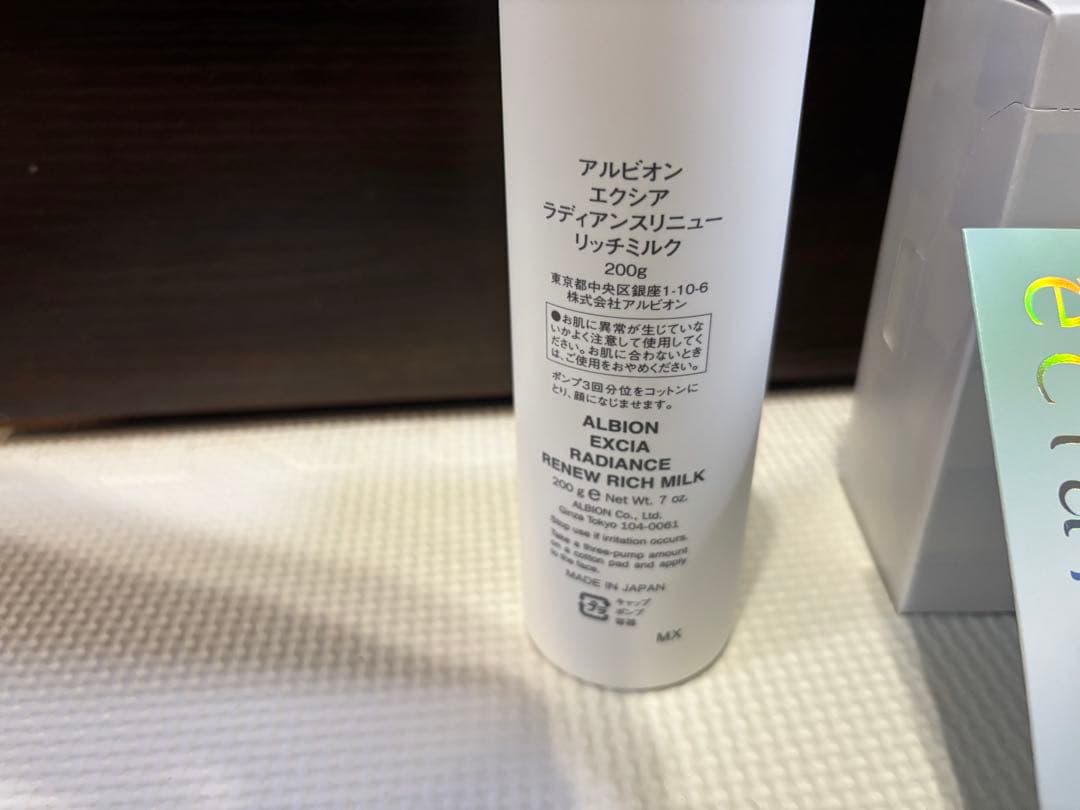 アルビオン
エクシア
ラディアンスリニュー
リッチミルク
200g
東京都中央区銀座1-10-6
株式会社アルビオン
●お肌に異常が生じていな
いかよく注意して使用してく
ださい。お肌に合わないとき
は、ご使用をおやめください。
ポンプ3回分位をコットンに
とり、顔になじませます。
ALBION
EXCIA
RADIANCE
RENEW RICH MILK
200 g e Net Wt. 7 oz.
ALBION Co., Ltd.
Ginza Tokyo 104-0061
Stop use if irritation occurs.
Take a three-pump amount
on a cotton pad and apply
to the face.
MADE IN JAPAN
プラ
キャップ
ポンプ
容器
MX